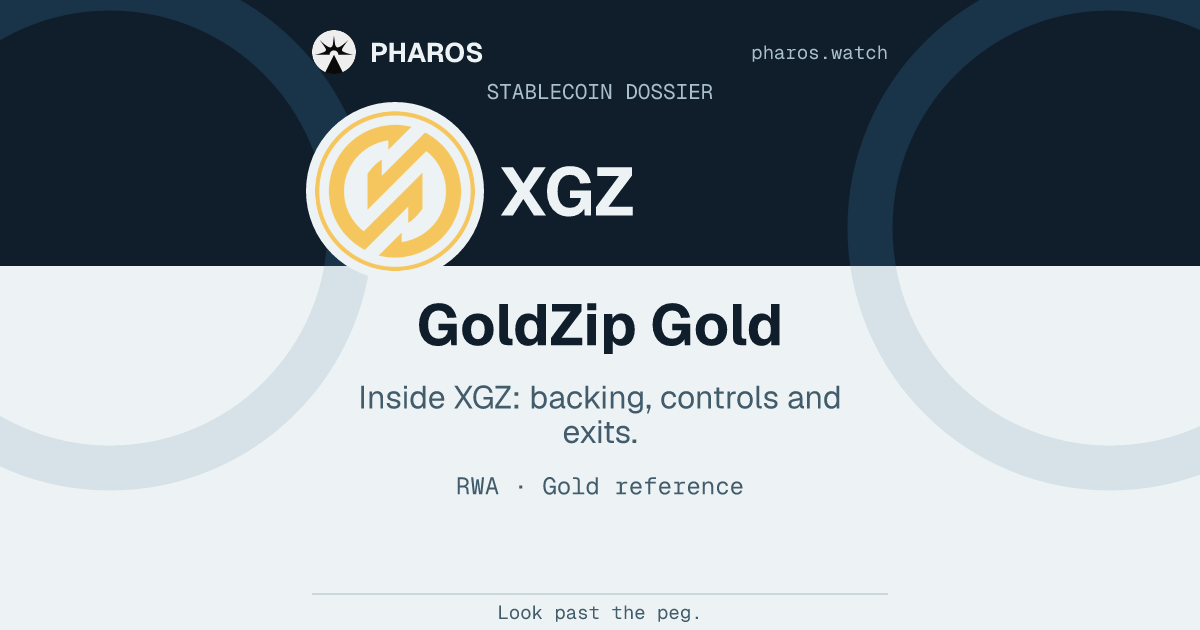 PHAROS
pharos.watch
STABLECOIN DOSSIER
XGZ
GoldZip Gold
Inside XGZ: backing, controls and
exits.
RWA · Gold reference
Look past the peg.